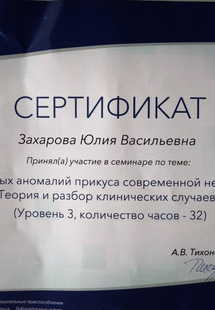 СЕРТИФИКАТ
Захарова Юлия Васильевна
Принял(а) участие в семинаре по теме:
ых аномалий прикуса современной не
Теория и разбор клинических случаев
(Уровень 3, количество часов - 32)
А.В. Тихон